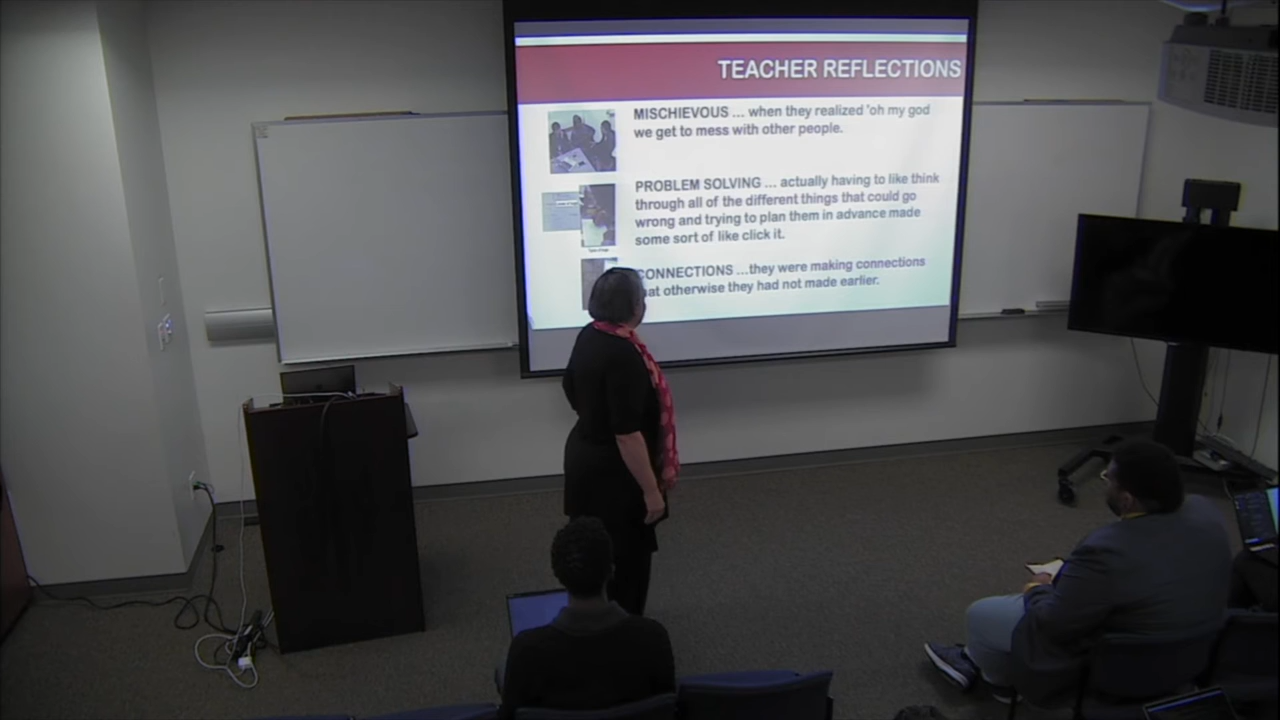 TEACHER REFLECTIONS
MISCHIEVOUS ... when they realized 'oh my god
we get to mess with other people.
PROBLEM SOLVING ... actually having to like think
through all of the different things that could go
wrong and trying to plan them in advance made
some sort of like click it.
CONNECTIONS ...they were making connections
that otherwise they had not made earlier.